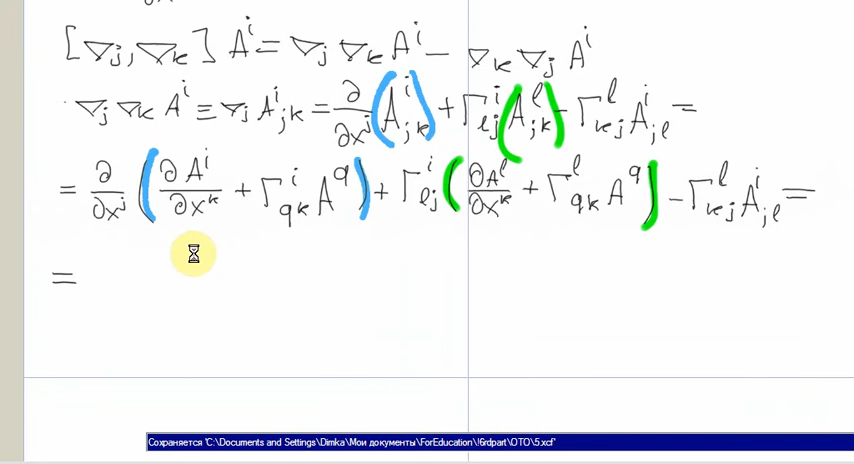 [∇_j, ∇_k] A^i = ∇_j ∇_k A^i − ∇_k ∇_j A^i
∇_j ∇_k A^i ≡ ∇_j A^i_{;k} = ∂/∂x^j (A^i_{;k}) + Γ^i_{lj} (A^l_{;k}) − Γ^l_{kj} A^i_{;l} =
= ∂/∂x^j (∂A^i/∂x^k + Γ^i_{qk} A^q) + Γ^i_{lj} (∂A^l/∂x^k + Γ^l_{qk} A^q) − Γ^l_{kj} A^i_{;l} =
=
Сохраняется 'C:\Documents and Settings\Dimka\Мои документы\ForEducation\!6rdpart\OTO\5.xcf'